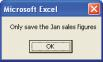 Microsoft Excel
Only save the Jan sales figures
OK